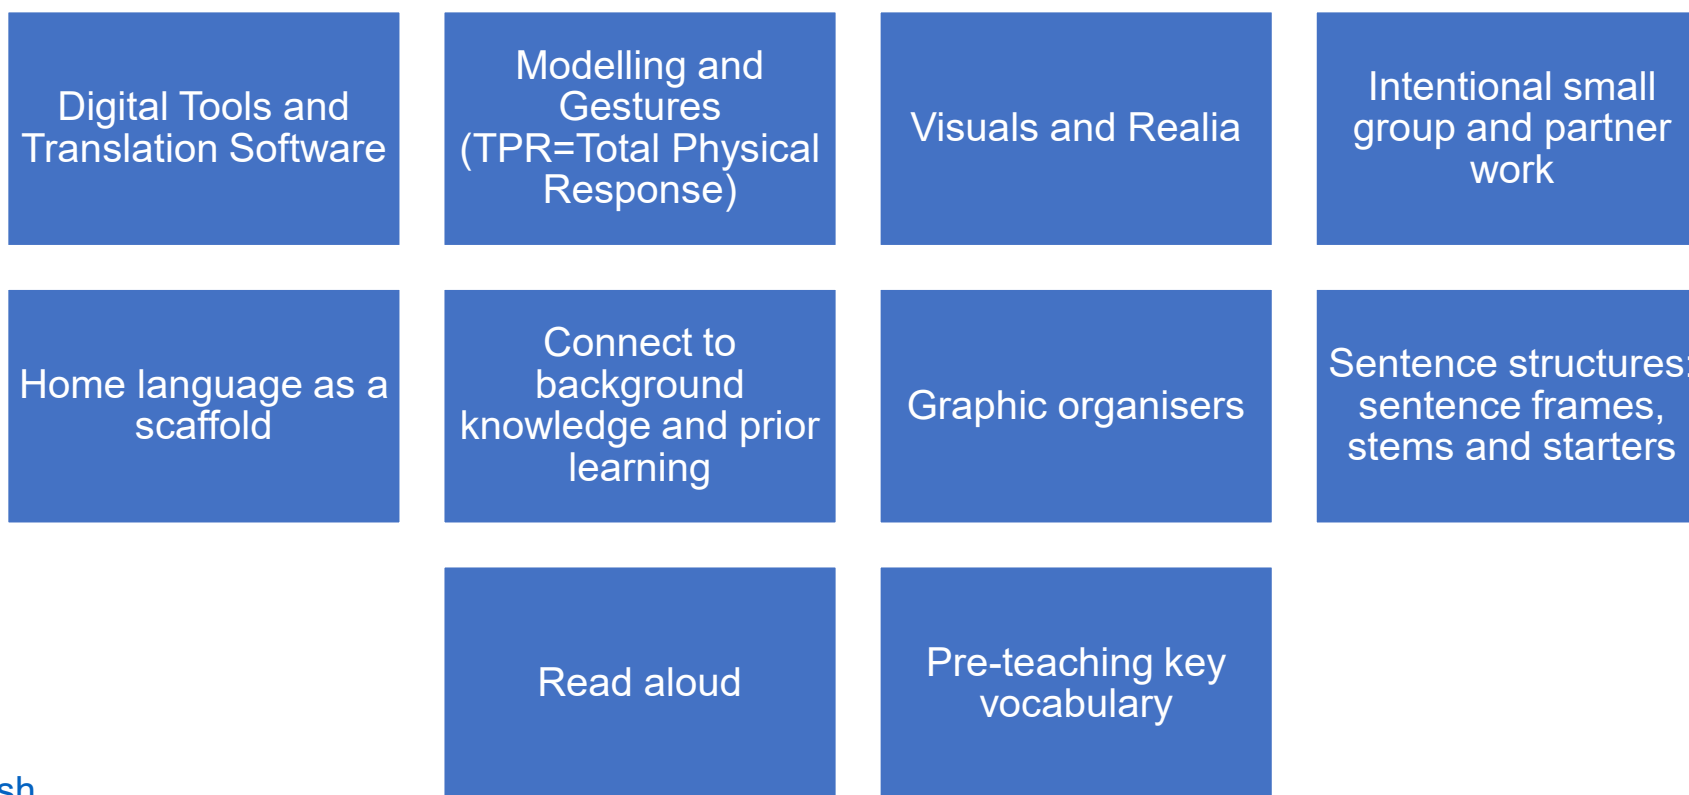 Digital Tools and
Translation Software
Modelling and
Gestures
(TPR=Total Physical
Response)
Visuals and Realia
Intentional small
group and partner
work
Home language as a
scaffold
Connect to
background
knowledge and prior
learning
Graphic organisers
Sentence structures:
sentence frames,
stems and starters
Read aloud
Pre-teaching key
vocabulary
sh